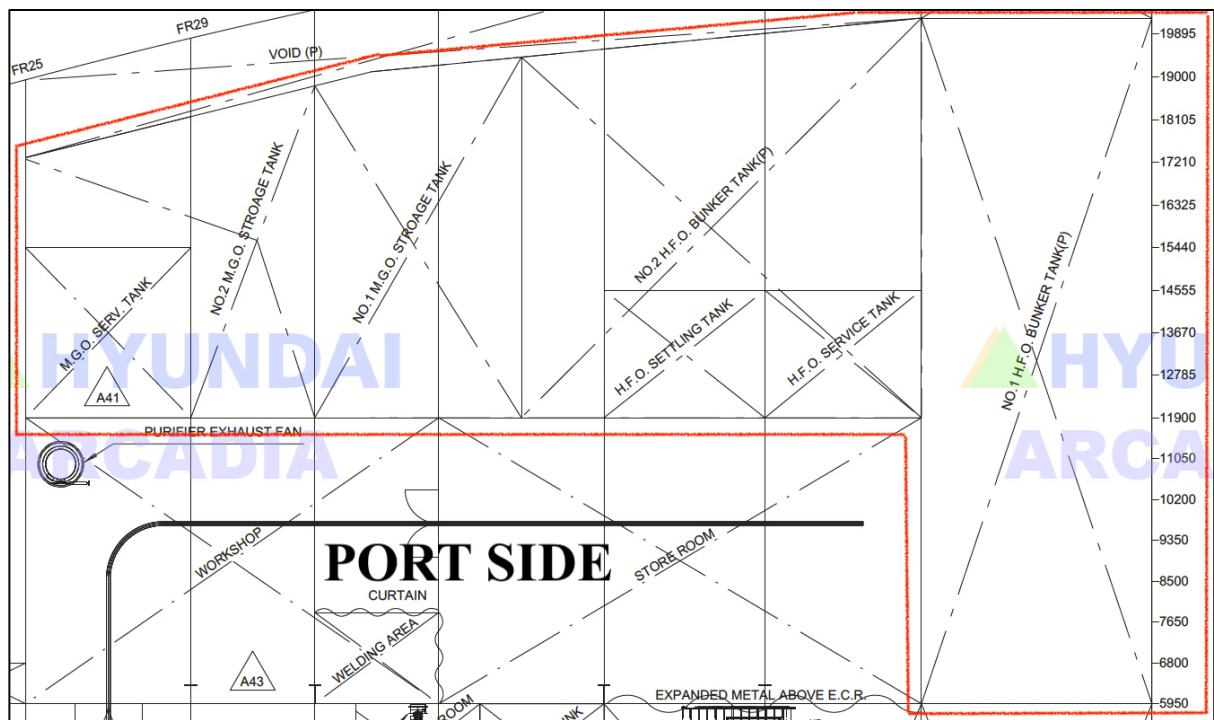 FR29
19895
VOID (P)
FR25
19000
18105
17210
NO.2 M.G.O. STROAGE TANK
NO.1 M.G.O. STROAGE TANK
NO.2 H.F.O. BUNKER TANK(P)
16325
15440
NO.1 H.F.O. BUNKER TANK(P)
14555
M.G.O. SERV. TANK
H.F.O. SETTLING TANK
H.F.O. SERVICE TANK
13670
HYUNDAI
HYU
12785
A41
11900
PURIFIER EXHAUST FAN
ARCADIA
ARCA
11050
10200
9350
WORKSHOP
PORT SIDE
STORE ROOM
8500
CURTAIN
7650
WELDING AREA
6800
A43
EXPANDED METAL ABOVE E.C.R.
5950
ROOM